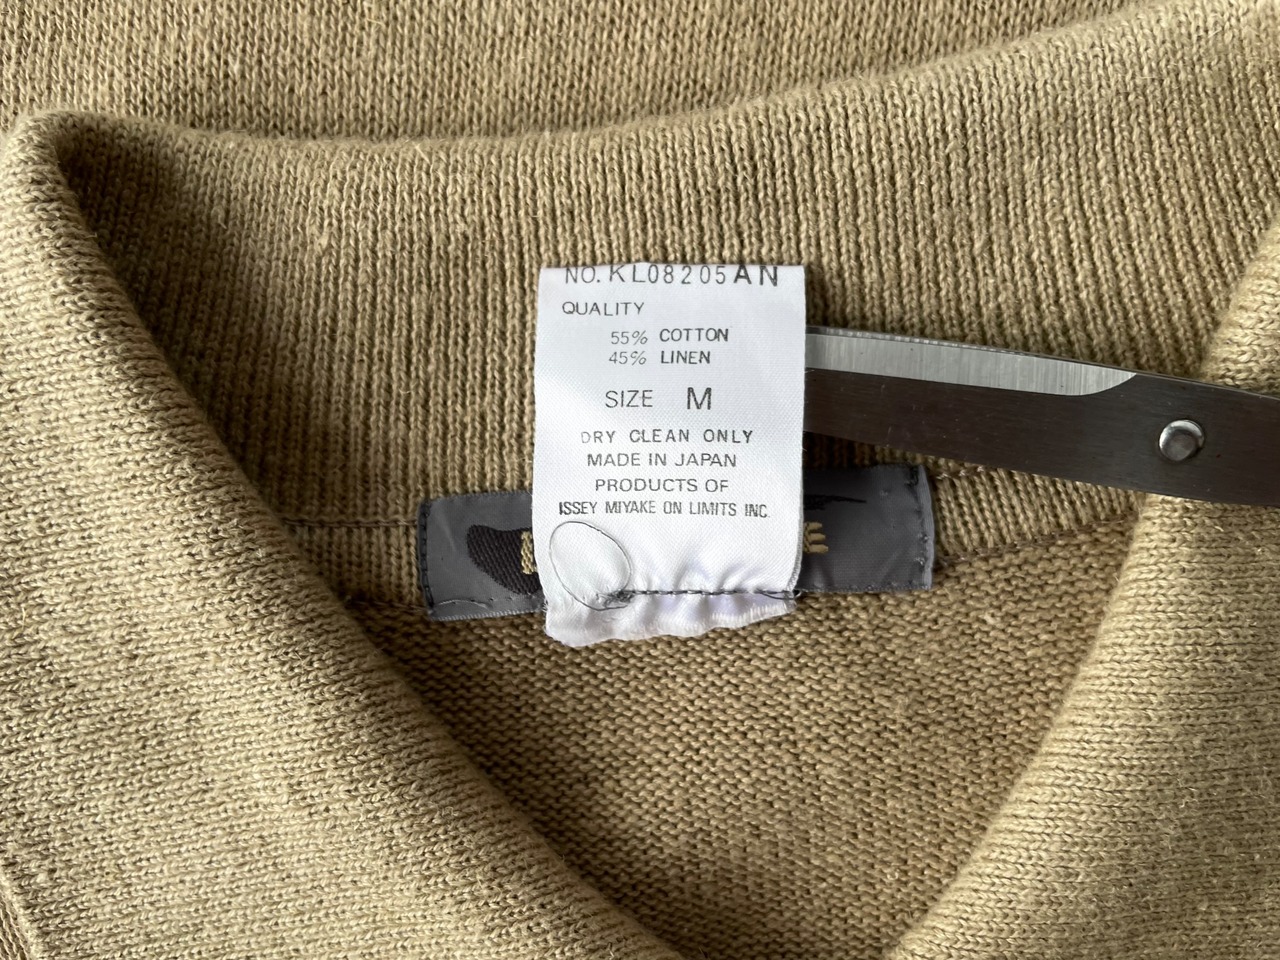 NO. KL08205AN
QUALITY
55% COTTON
45% LINEN
SIZE M
DRY CLEAN ONLY
MADE IN JAPAN
PRODUCTS OF
ISSEY MIYAKE ON LIMITS INC.